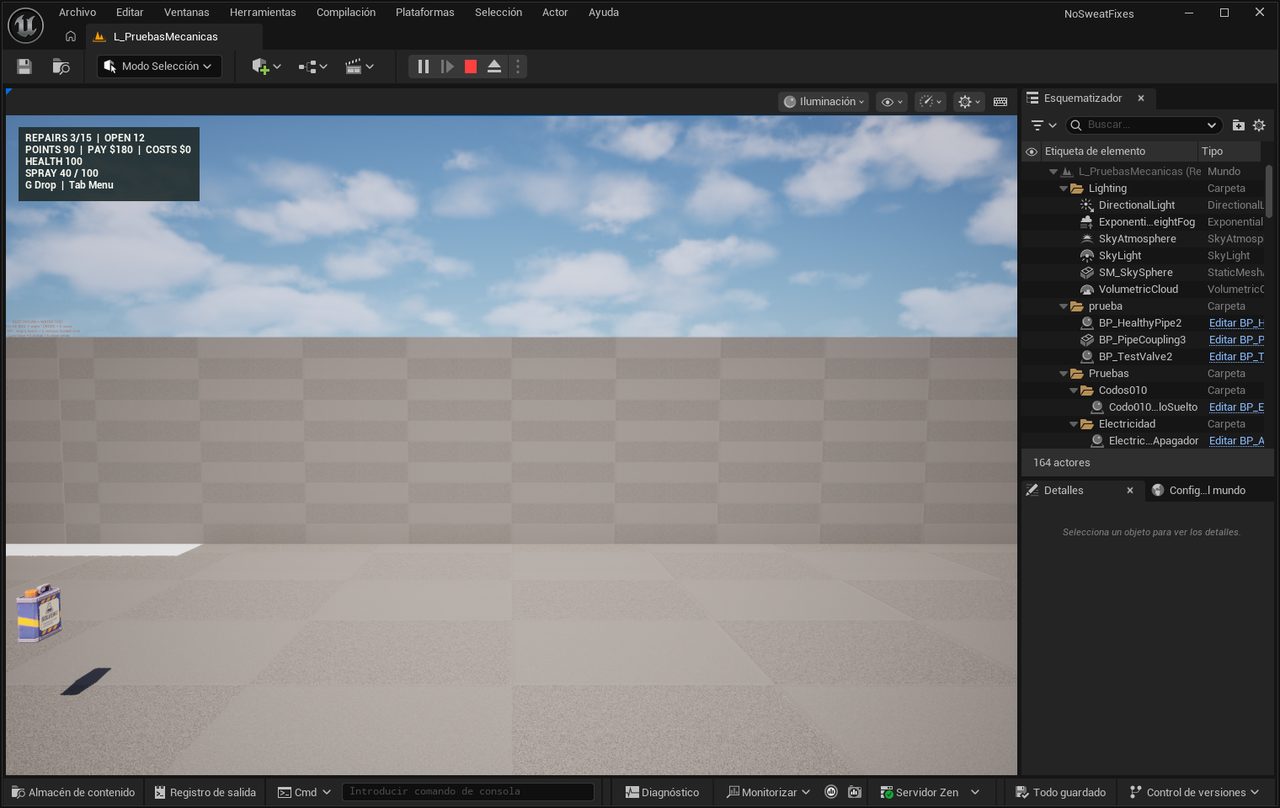 Archivo Editar Ventanas Herramientas Compilación Plataformas Selección Actor Ayuda
NoSweatFixes
L_PruebasMecanicas
Modo Selección
Iluminación
REPAIRS 3/15 | OPEN 12
POINTS 90 | PAY $180 | COSTS $0
HEALTH 100
SPRAY 40 / 100
G Drop | Tab Menu
Esquematizador
Buscar...
Etiqueta de elemento Tipo
L_PruebasMecanicas (Re Mundo
Lighting Carpeta
DirectionalLight DirectionalL
Exponenti...eightFog Exponential
SkyAtmosphere SkyAtmosp
SkyLight SkyLight
SM_SkySphere StaticMesh
VolumetricCloud VolumetricC
prueba Carpeta
BP_HealthyPipe2 Editar BP_H
BP_PipeCoupling3 Editar BP_P
BP_TestValve2 Editar BP_T
Pruebas Carpeta
Codos010 Carpeta
Codo010...loSuelto Editar BP_E
Electricidad Carpeta
Electric...Apagador Editar BP_A
164 actores
Detalles
Config...l mundo
Selecciona un objeto para ver los detalles.
Almacén de contenido Registro de salida Cmd Introducir comando de consola Diagnóstico Monitorizar Servidor Zen Todo guardado Control de versiones